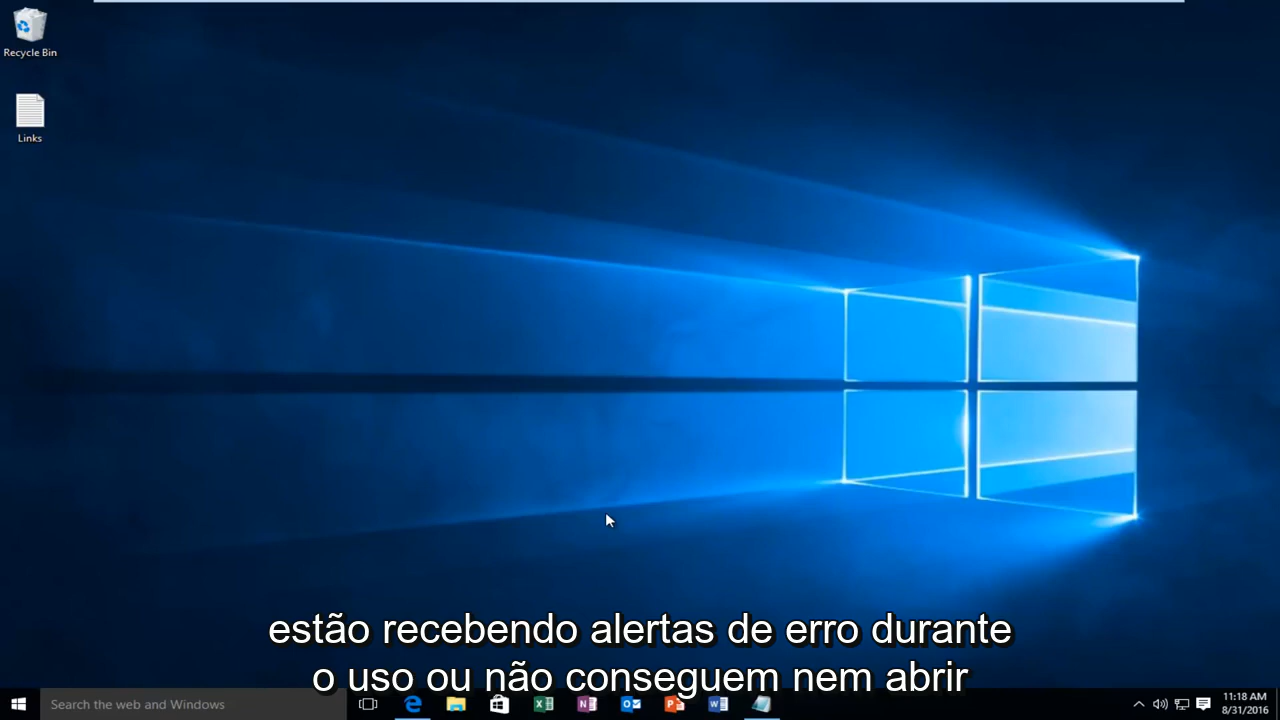 Recycle Bin
Links
estão recebendo alertas de erro durante
o uso ou não conseguem nem abrir
Search the web and Windows
11:18 AM
8/31/2016